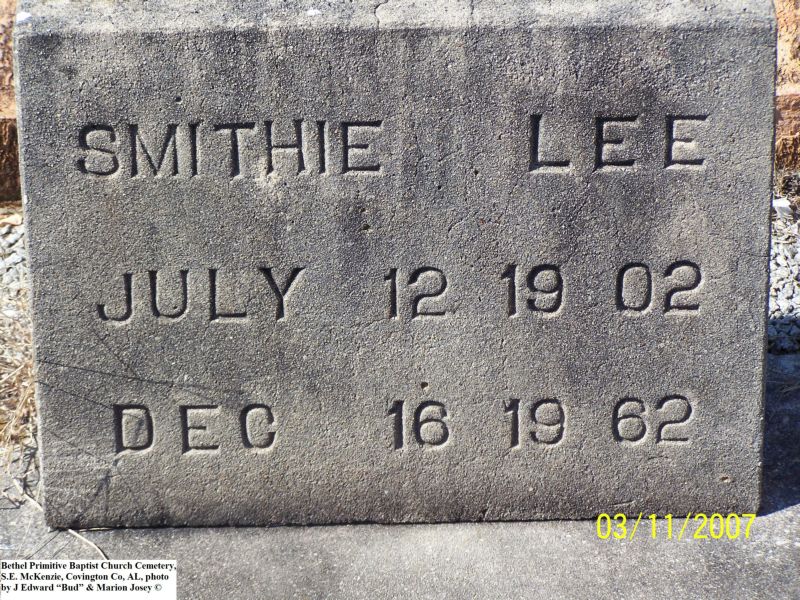 SMITHIE LEE
JULY 12 19 02
DEC 16 19 62
03/11/2007
Bethel Primitive Baptist Church Cemetery,
S.E. McKenzie, Covington Co, AL, photo
by J Edward “Bud” & Marion Josey ©